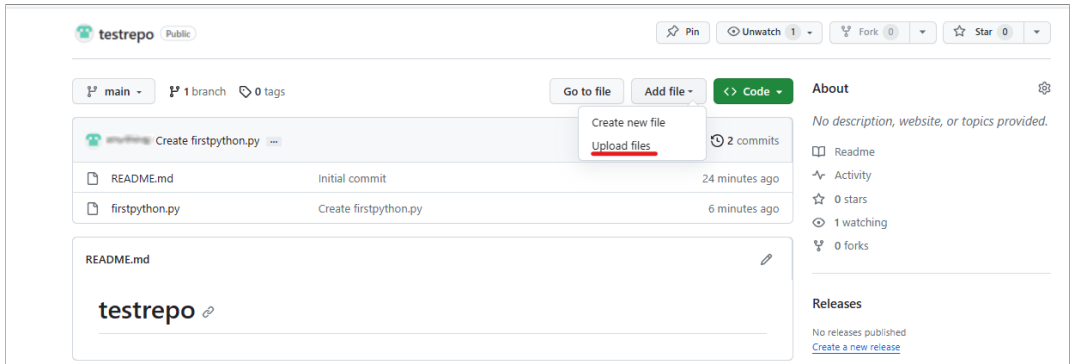 testrepo Public
Pin
Unwatch 1
Fork 0
Star 0
main
1 branch
0 tags
Go to file
Add file
<> Code
Create new file
Upload files
Create firstpython.py ...
2 commits
README.md Initial commit 24 minutes ago
firstpython.py Create firstpython.py 6 minutes ago
README.md
testrepo
About
No description, website, or topics provided.
Readme
Activity
0 stars
1 watching
0 forks
Releases
No releases published
Create a new release